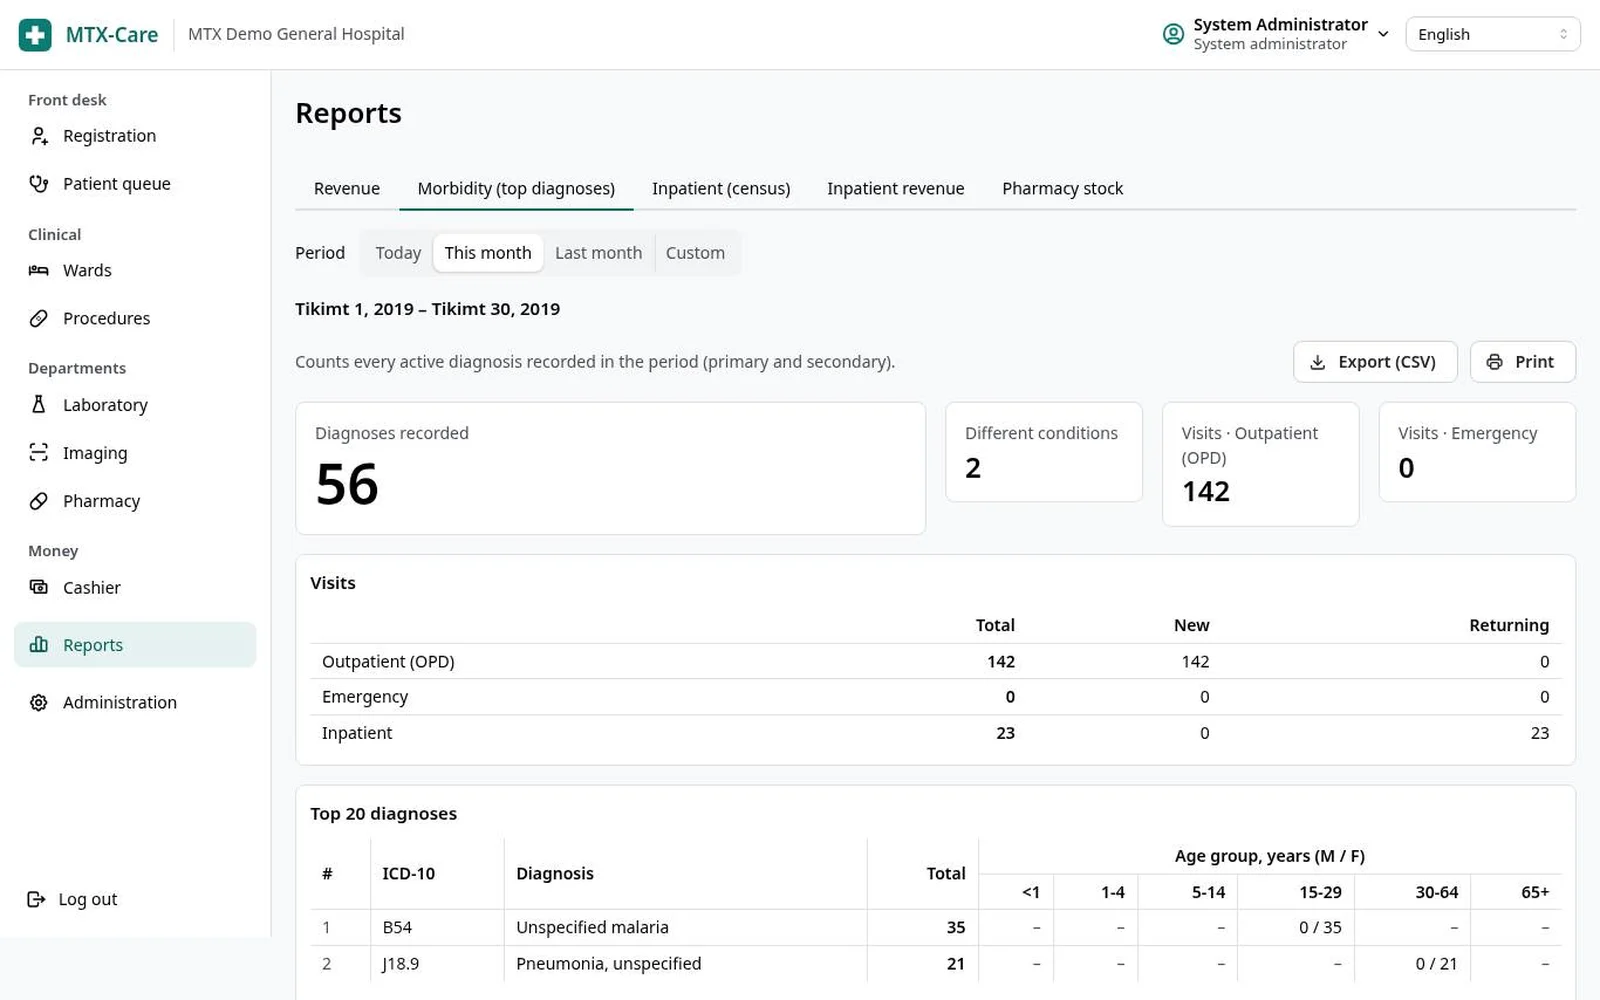 MTX-Care
MTX Demo General Hospital
System Administrator
System administrator
English
Front desk
Registration
Patient queue
Clinical
Wards
Procedures
Departments
Laboratory
Imaging
Pharmacy
Money
Cashier
Reports
Administration
Log out
Reports
Revenue Morbidity (top diagnoses) Inpatient (census) Inpatient revenue Pharmacy stock
Period Today This month Last month Custom
Tikimt 1, 2019 – Tikimt 30, 2019
Counts every active diagnosis recorded in the period (primary and secondary).
Export (CSV) Print
Diagnoses recorded
56
Different conditions
2
Visits · Outpatient
(OPD)
142
Visits · Emergency
0
Visits
Total New Returning
Outpatient (OPD) 142 142 0
Emergency 0 0 0
Inpatient 23 0 23
Top 20 diagnoses
# ICD-10 Diagnosis Total Age group, years (M / F)
<1 1-4 5-14 15-29 30-64 65+
1 B54 Unspecified malaria 35 – – – 0 / 35 – –
2 J18.9 Pneumonia, unspecified 21 – – – – 0 / 21 –